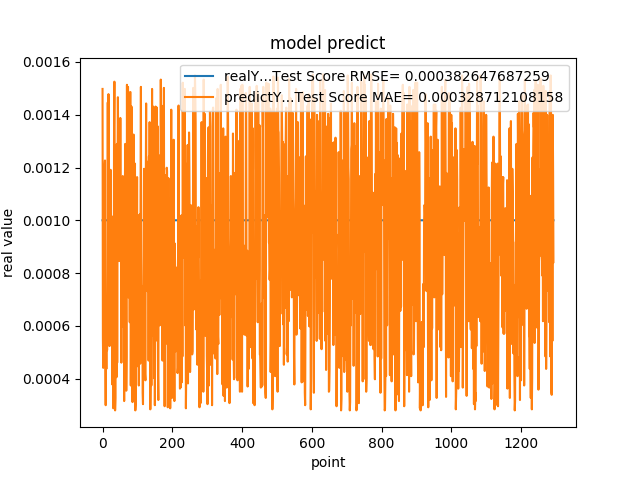 model predict
realY...Test Score RMSE= 0.000382647687259
predictY...Test Score MAE= 0.000328712108158
0.0016
0.0014
0.0012
0.0010
0.0008
0.0006
0.0004
real value
0 200 400 600 800 1000 1200
point